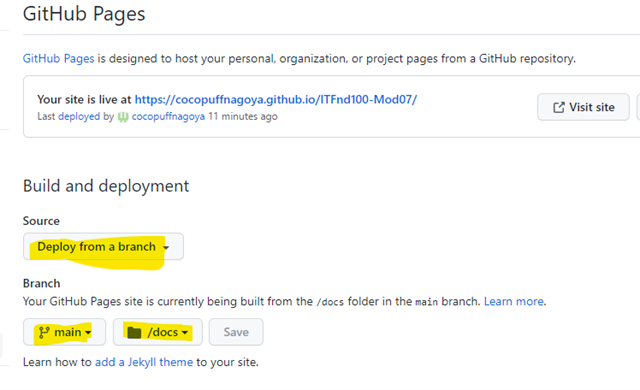 GitHub Pages
GitHub Pages is designed to host your personal, organization, or project pages from a GitHub repository.
Your site is live at https://cocopuffnagoya.github.io/ITFnd100-Mod07/
Visit site
Last deployed by cocopuffnagoya 11 minutes ago
Build and deployment
Source
Deploy from a branch
Branch
Your GitHub Pages site is currently being built from the /docs folder in the main branch. Learn more.
main /docs Save
Learn how to add a Jekyll theme to your site.